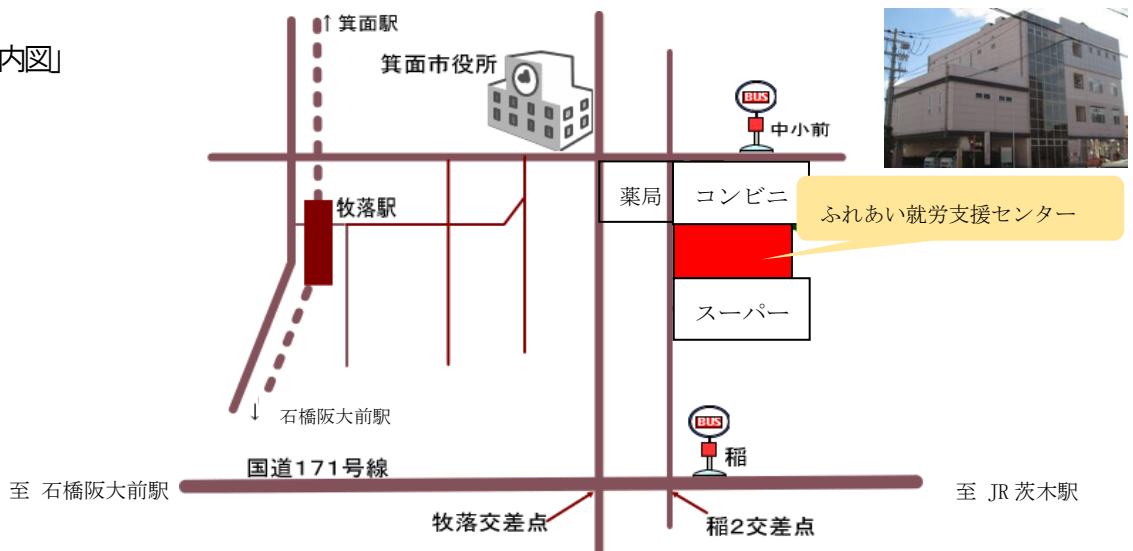 内図」
↑ 箕面駅
箕面市役所
BUS
中小前
薬局
コンビニ
ふれあい就労支援センター
牧落駅
スーパー
↓ 石橋阪大前駅
BUS
稲
国道171号線
至 石橋阪大前駅
至 JR 茨木駅
牧落交差点
稲2交差点